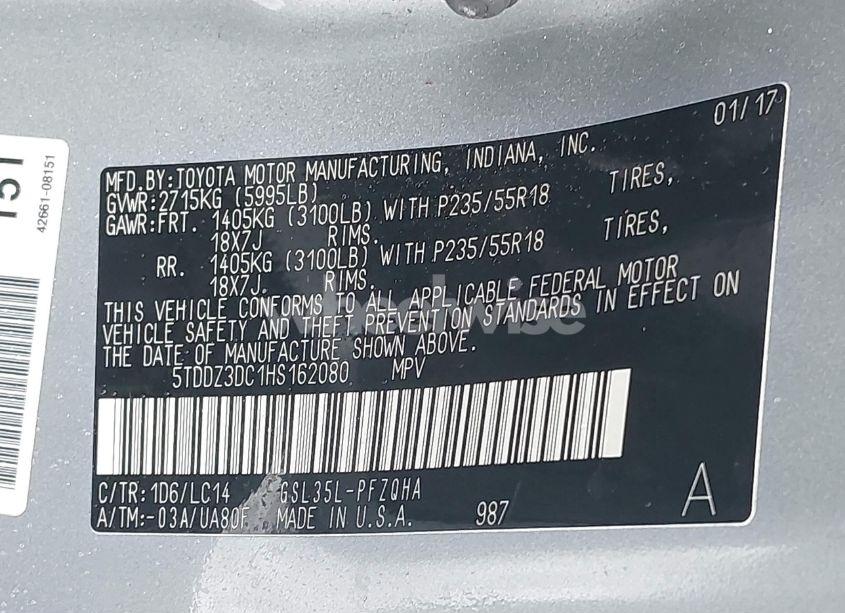 151
42661-08151
01/17
MFD.BY:TOYOTA MOTOR MANUFACTURING, INDIANA, INC.
GVWR:2715KG (5995LB)
GAWR:FRT. 1405KG (3100LB) WITH P235/55R18 TIRES,
18X7J RIMS.
RR. 1405KG (3100LB) WITH P235/55R18 TIRES,
18X7J. RIMS.
THIS VEHICLE CONFORMS TO ALL APPLICABLE FEDERAL MOTOR
VEHICLE SAFETY AND THEFT PREVENTION STANDARDS IN EFFECT ON
THE DATE OF MANUFACTURE SHOWN ABOVE.
5TDDZ3DC1HS162080 MPV
C/TR:1D6/LC14 GSL35L-PFZQHA
A/TM:-03A/UA80F MADE IN U.S.A. 987
A
wheelwise